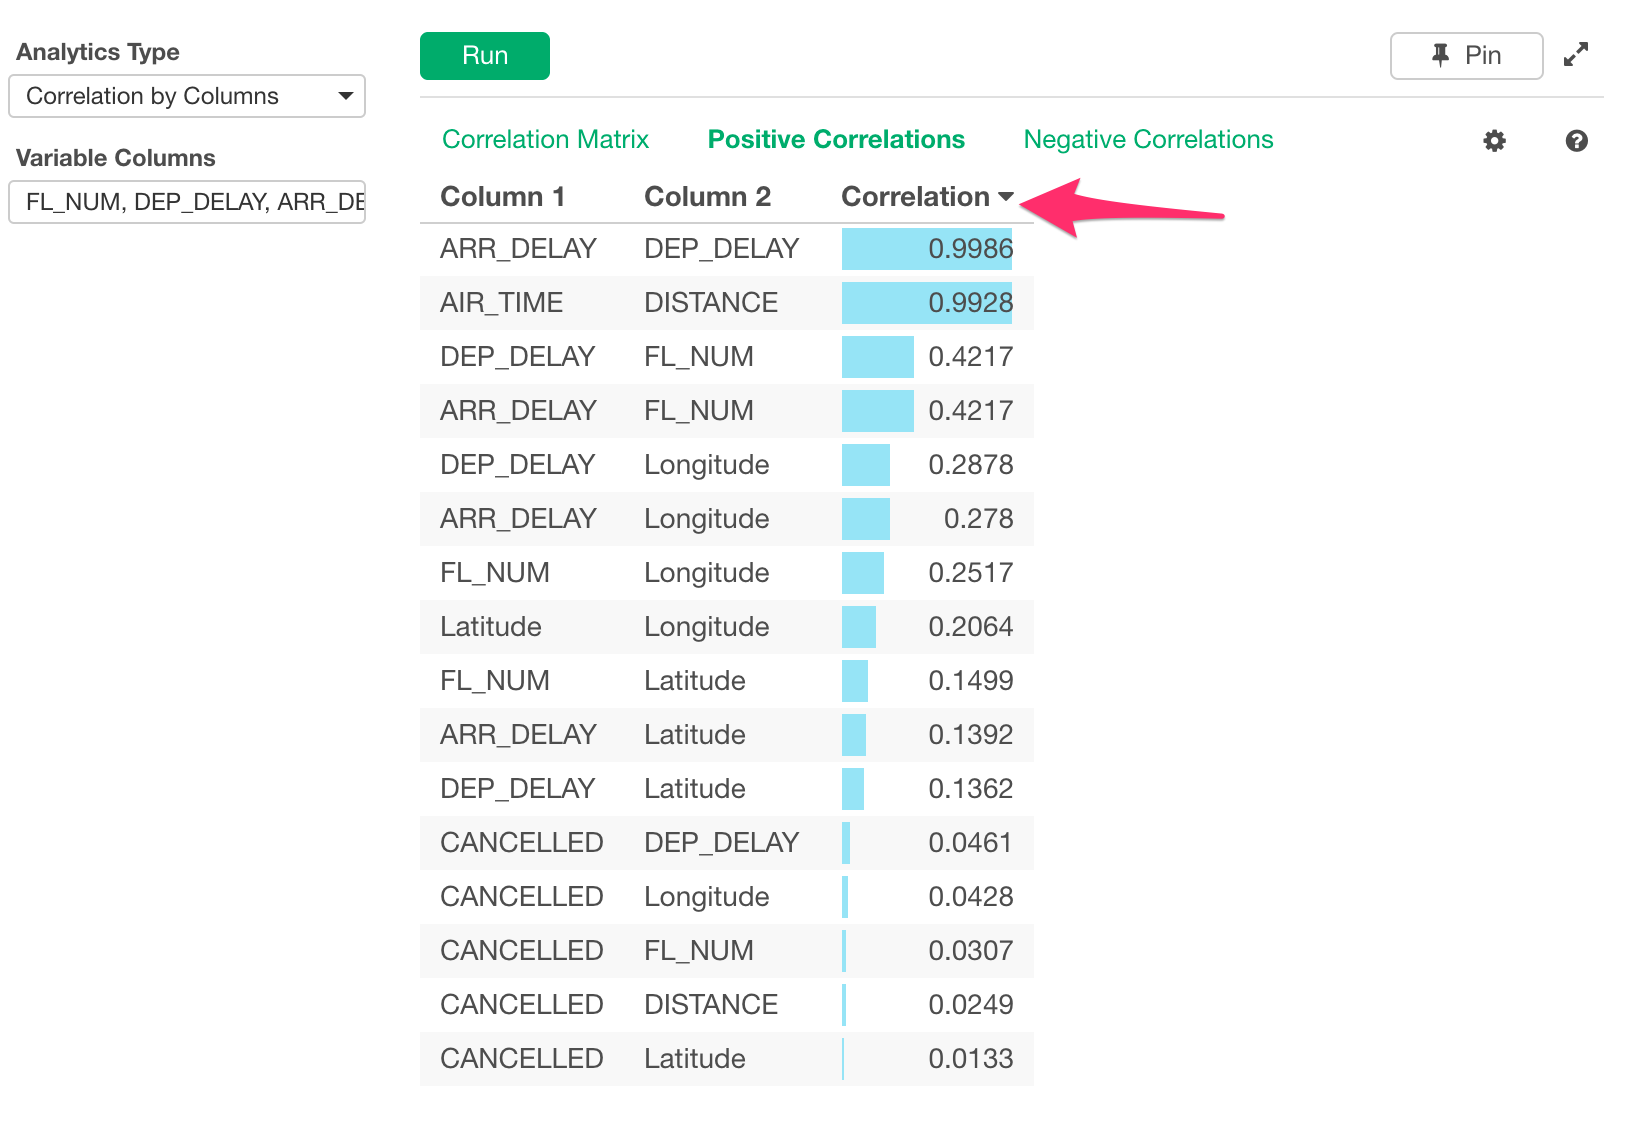 Analytics Type
Correlation by Columns
Variable Columns
FL_NUM, DEP_DELAY, ARR_DE
Run
Pin
Correlation Matrix Positive Correlations Negative Correlations
Column 1 Column 2 Correlation
ARR_DELAY DEP_DELAY 0.9986
AIR_TIME DISTANCE 0.9928
DEP_DELAY FL_NUM 0.4217
ARR_DELAY FL_NUM 0.4217
DEP_DELAY Longitude 0.2878
ARR_DELAY Longitude 0.278
FL_NUM Longitude 0.2517
Latitude Longitude 0.2064
FL_NUM Latitude 0.1499
ARR_DELAY Latitude 0.1392
DEP_DELAY Latitude 0.1362
CANCELLED DEP_DELAY 0.0461
CANCELLED Longitude 0.0428
CANCELLED FL_NUM 0.0307
CANCELLED DISTANCE 0.0249
CANCELLED Latitude 0.0133